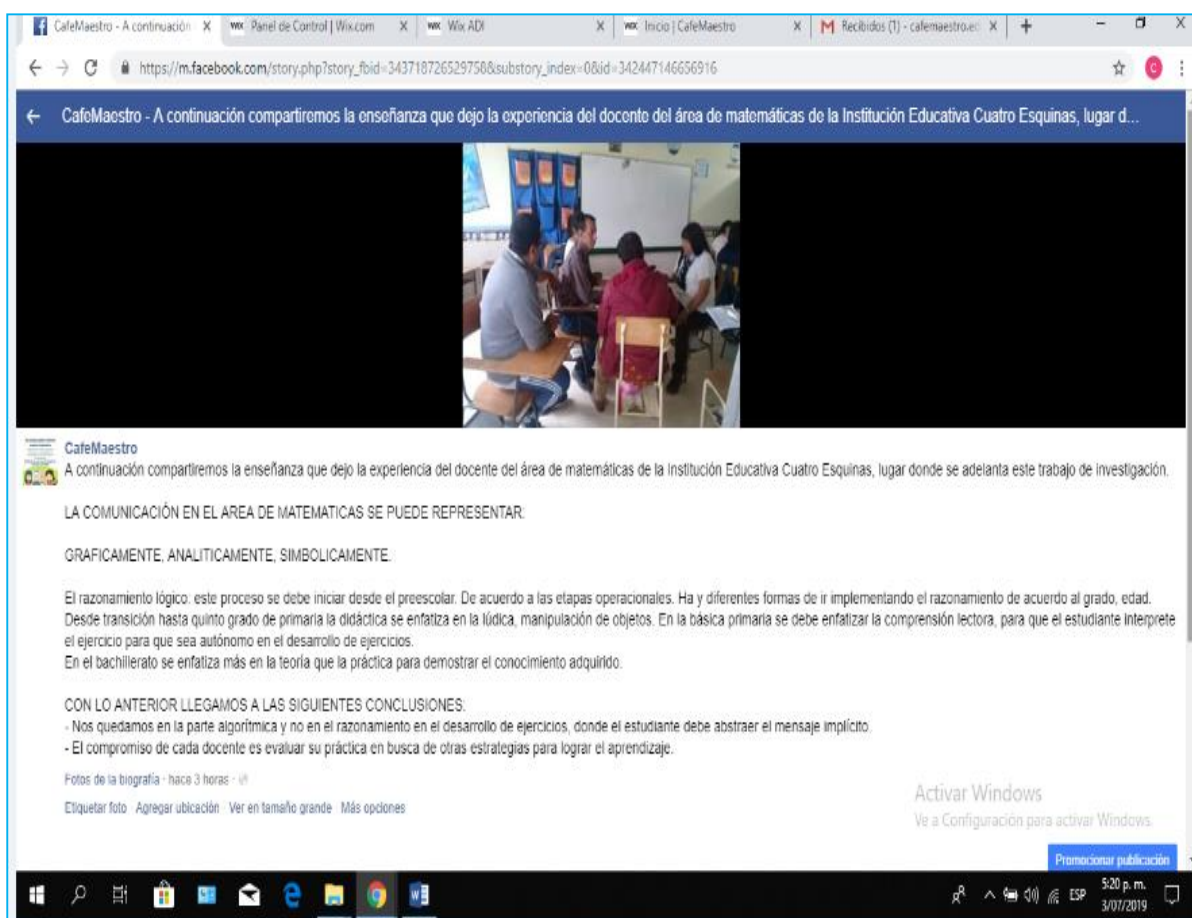 CafeMaestro - A continuación
Panel de Control | Wix.com
Wix ADI
Inicio | CafeMaestro
Recibidos (1) - cafemaestro.ec
https://m.facebook.com/story.php?story_fbid=343718726529758&substory_index=0&id=342447146656916
CafeMaestro - A continuación compartiremos la enseñanza que dejo la experiencia del docente del área de matemáticas de la Institución Educativa Cuatro Esquinas, lugar d...
CafeMaestro
A continuación compartiremos la enseñanza que dejo la experiencia del docente del área de matemáticas de la Institución Educativa Cuatro Esquinas, lugar donde se adelanta este trabajo de investigación.
LA COMUNICACIÓN EN EL AREA DE MATEMATICAS SE PUEDE REPRESENTAR:
GRAFICAMENTE, ANALITICAMENTE, SIMBOLICAMENTE.
El razonamiento lógico: este proceso se debe iniciar desde el preescolar. De acuerdo a las etapas operacionales. Ha y diferentes formas de ir implementando el razonamiento de acuerdo al grado, edad.
Desde transición hasta quinto grado de primaria la didáctica se enfatiza en la lúdica, manipulación de objetos. En la básica primaria se debe enfatizar la comprensión lectora, para que el estudiante interprete
el ejercicio para que sea autónomo en el desarrollo de ejercicios.
En el bachillerato se enfatiza más en la teoría que la práctica para demostrar el conocimiento adquirido.
CON LO ANTERIOR LLEGAMOS A LAS SIGUIENTES CONCLUSIONES:
- Nos quedamos en la parte algorítmica y no en el razonamiento en el desarrollo de ejercicios, donde el estudiante debe abstraer el mensaje implícito.
- El compromiso de cada docente es evaluar su práctica en busca de otras estrategias para lograr el aprendizaje.
Fotos de la biografía · hace 3 horas ·
Etiquetar foto · Agregar ubicación · Ver en tamaño grande · Más opciones
Activar Windows
Ve a Configuración para activar Windows.
Promocionar publicación
ESP
5:20 p. m.
3/07/2019